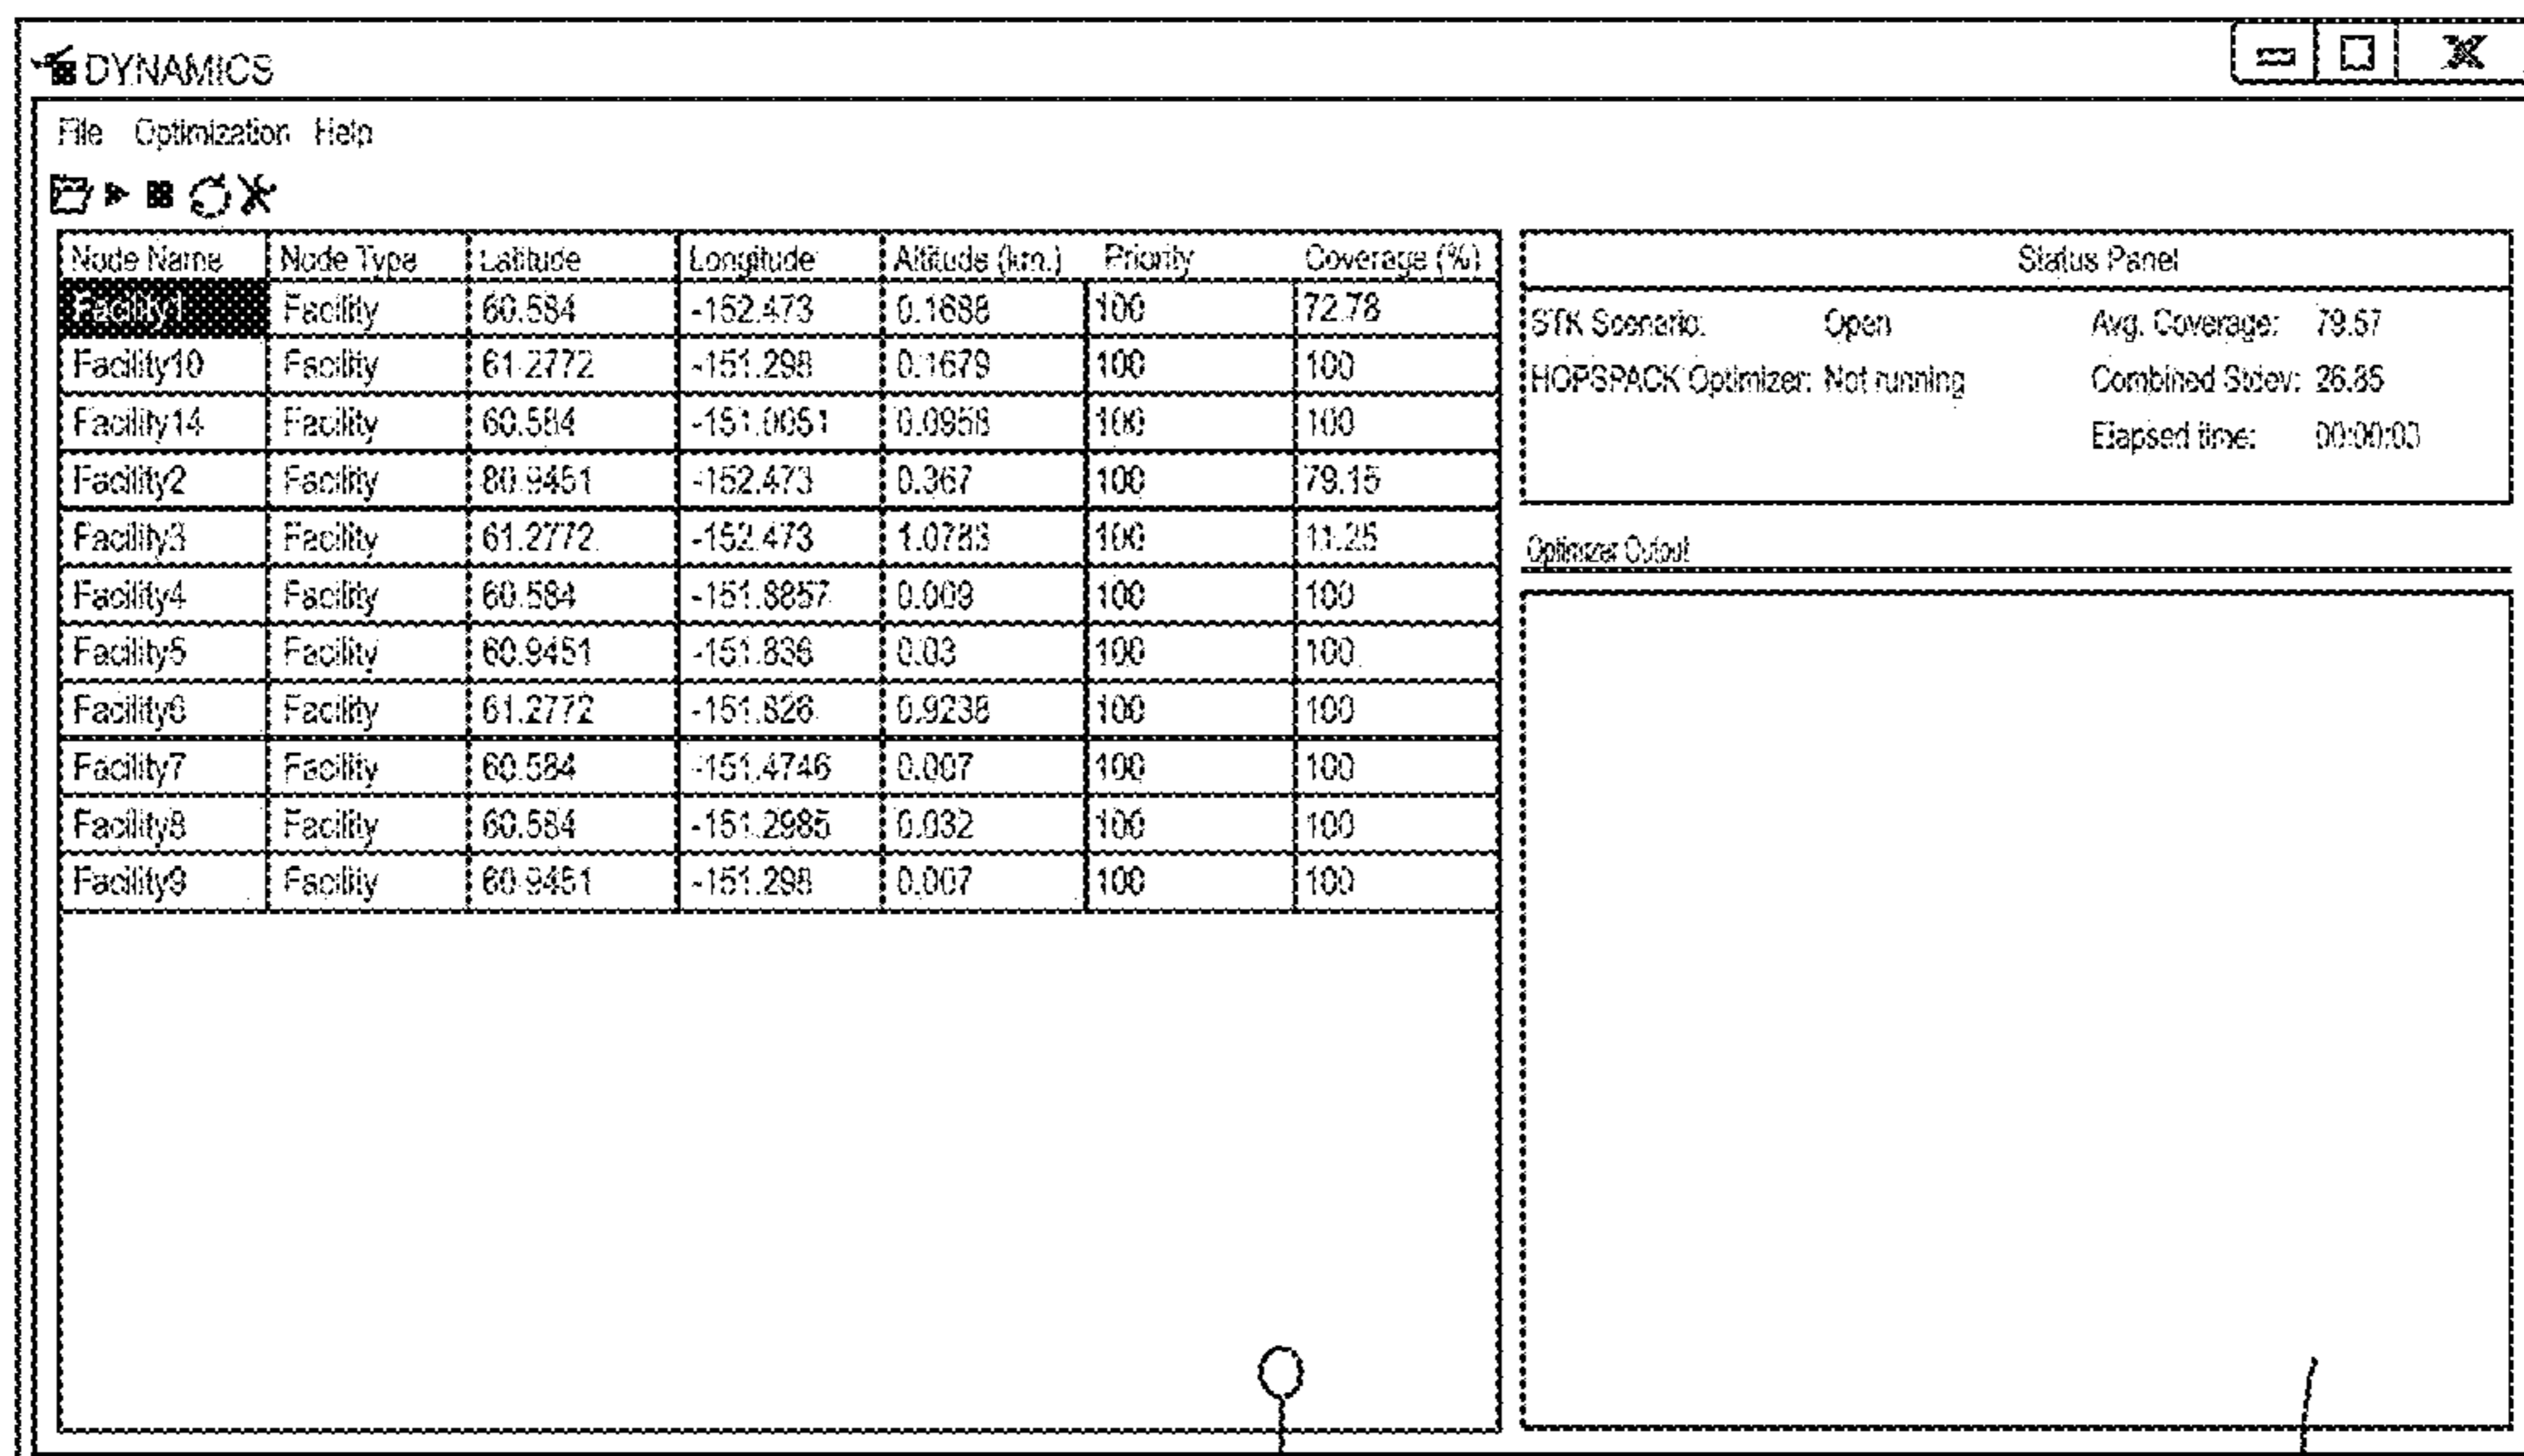 DYNAMICS
File Optimization Help
Node Name Node Type Latitude Longitude Altitude (km.) Priority Coverage (%)
Facility1 Facility 60.584 -152.473 0.1688 100 72.78
Facility10 Facility 61.2772 -151.298 0.1679 100 100
Facility14 Facility 60.584 -151.0051 0.0958 100 100
Facility2 Facility 60.9451 -152.473 0.367 100 79.15
Facility3 Facility 61.2772 -152.473 1.0783 100 11.25
Facility4 Facility 60.584 -151.8857 0.009 100 100
Facility5 Facility 60.9451 -151.836 0.03 100 100
Facility6 Facility 61.2772 -151.826 0.9238 100 100
Facility7 Facility 60.584 -151.4746 0.007 100 100
Facility8 Facility 60.584 -151.2985 0.032 100 100
Facility9 Facility 60.9451 -151.298 0.007 100 100
Status Panel
STK Scenario: Open Avg. Coverage: 79.57
HOPSPACK Optimizer: Not running Combined Stdev: 26.85
Elapsed time: 00:00:03
Optimizer Output